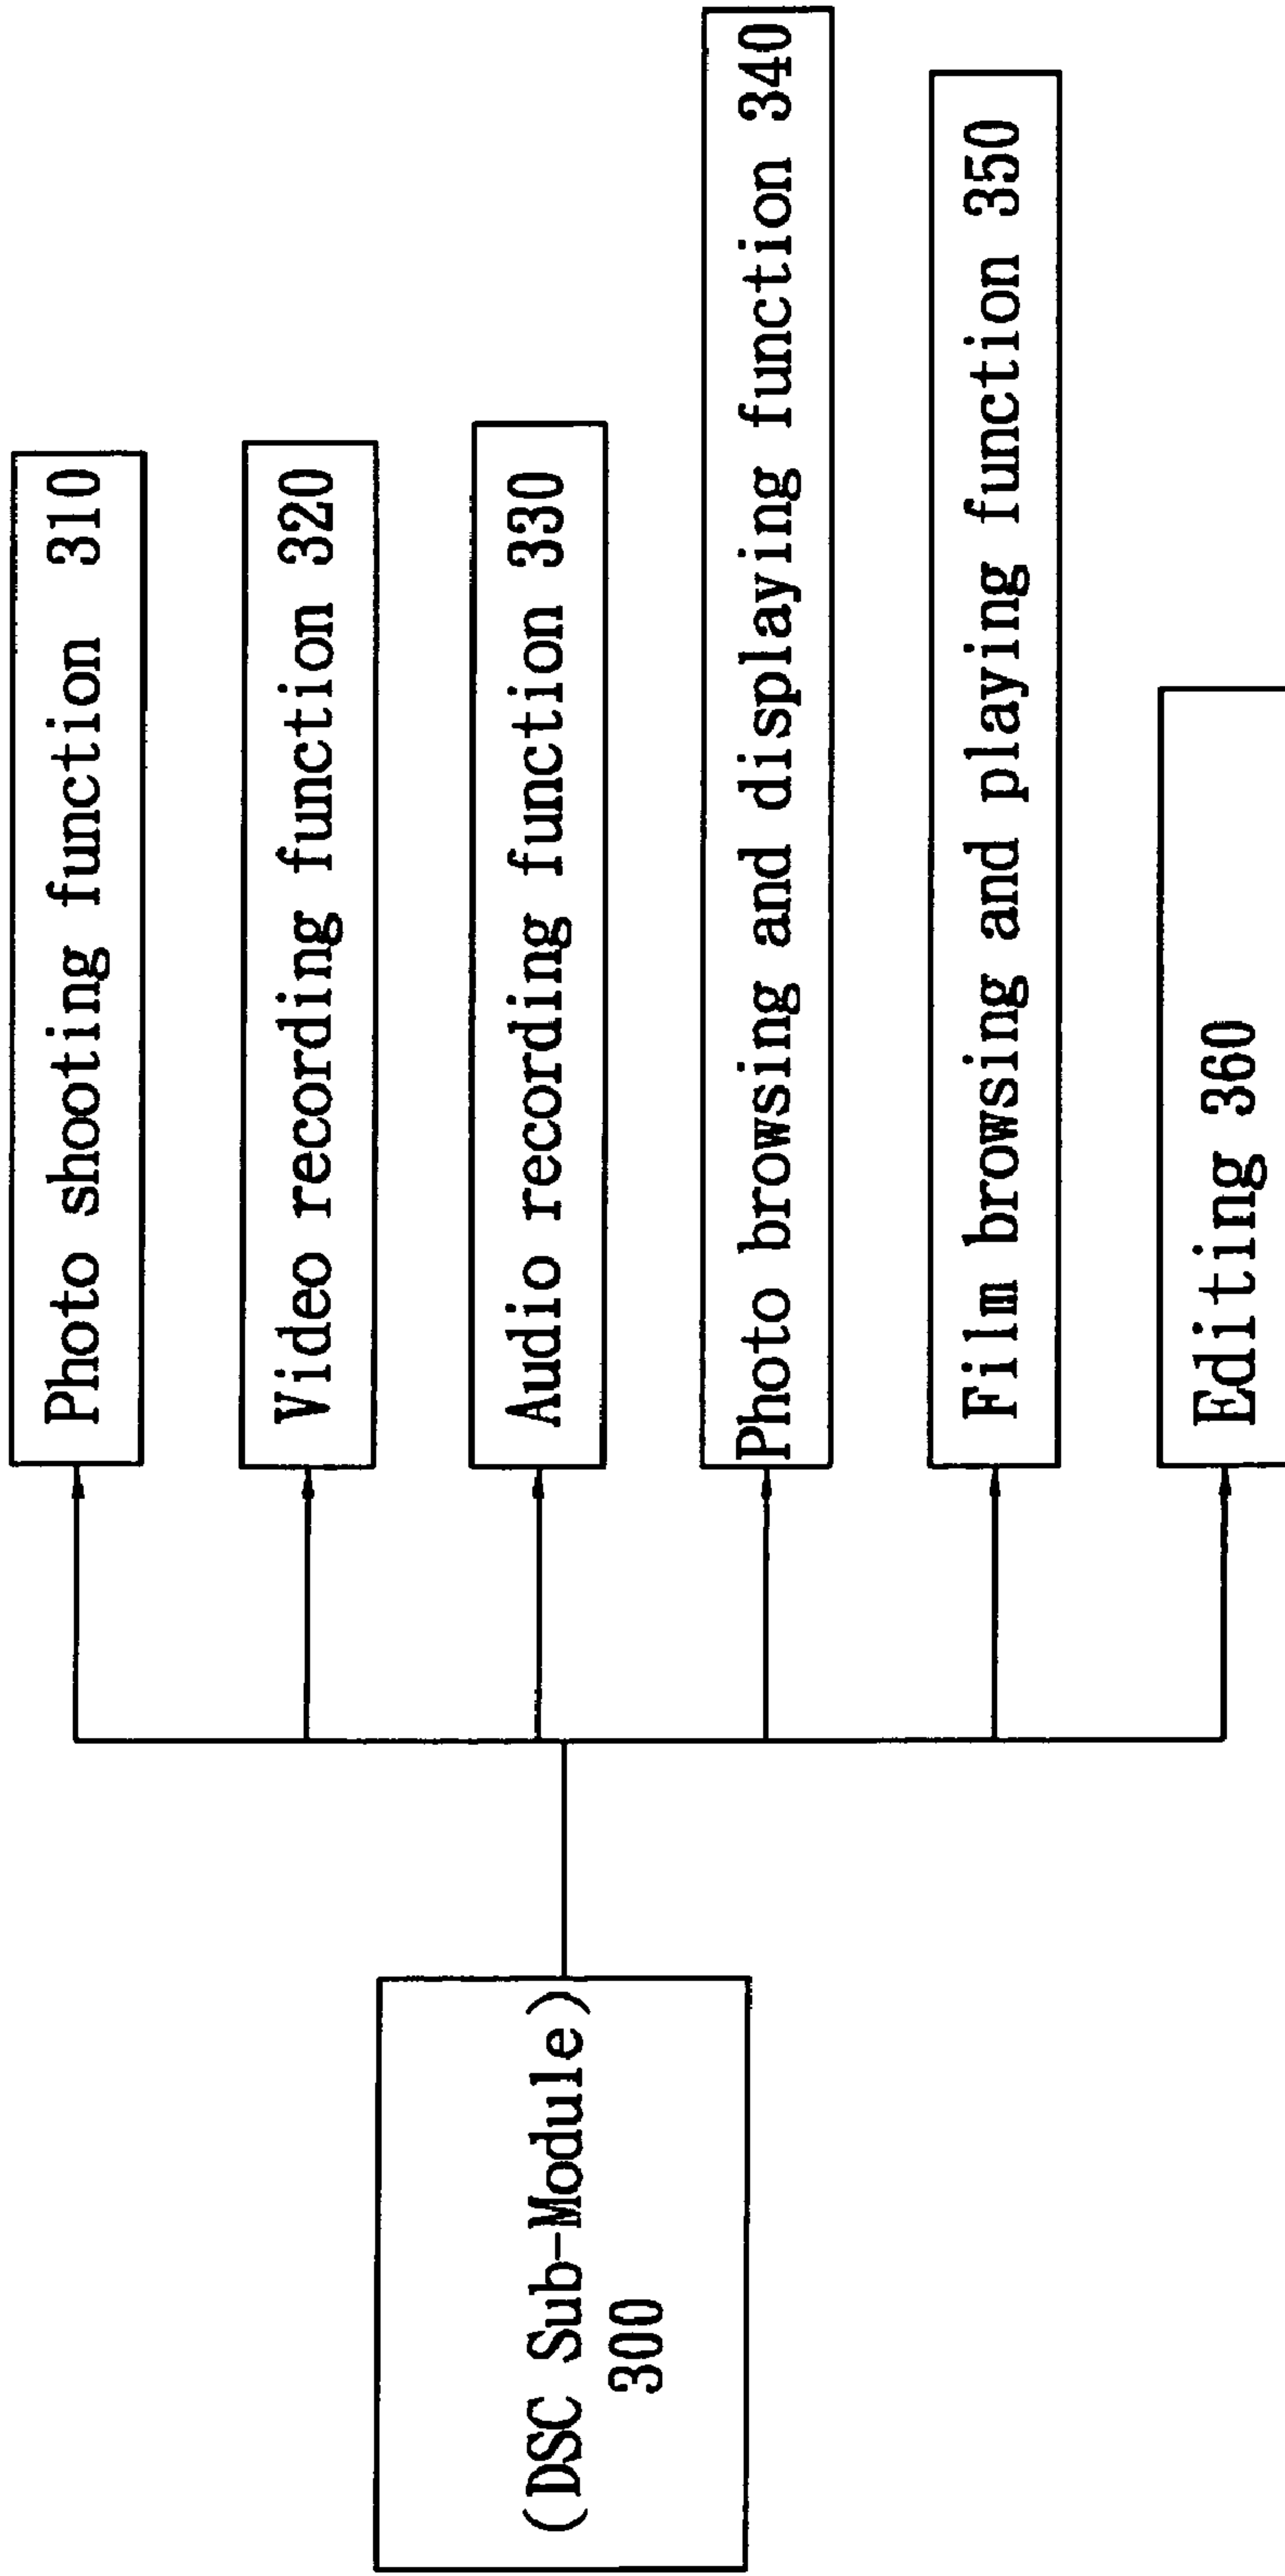 (DSC Sub-Module)
300
Photo shooting function 310
Video recording function 320
Audio recording function 330
Photo browsing and displaying function 340
Film browsing and playing function 350
Editing 360